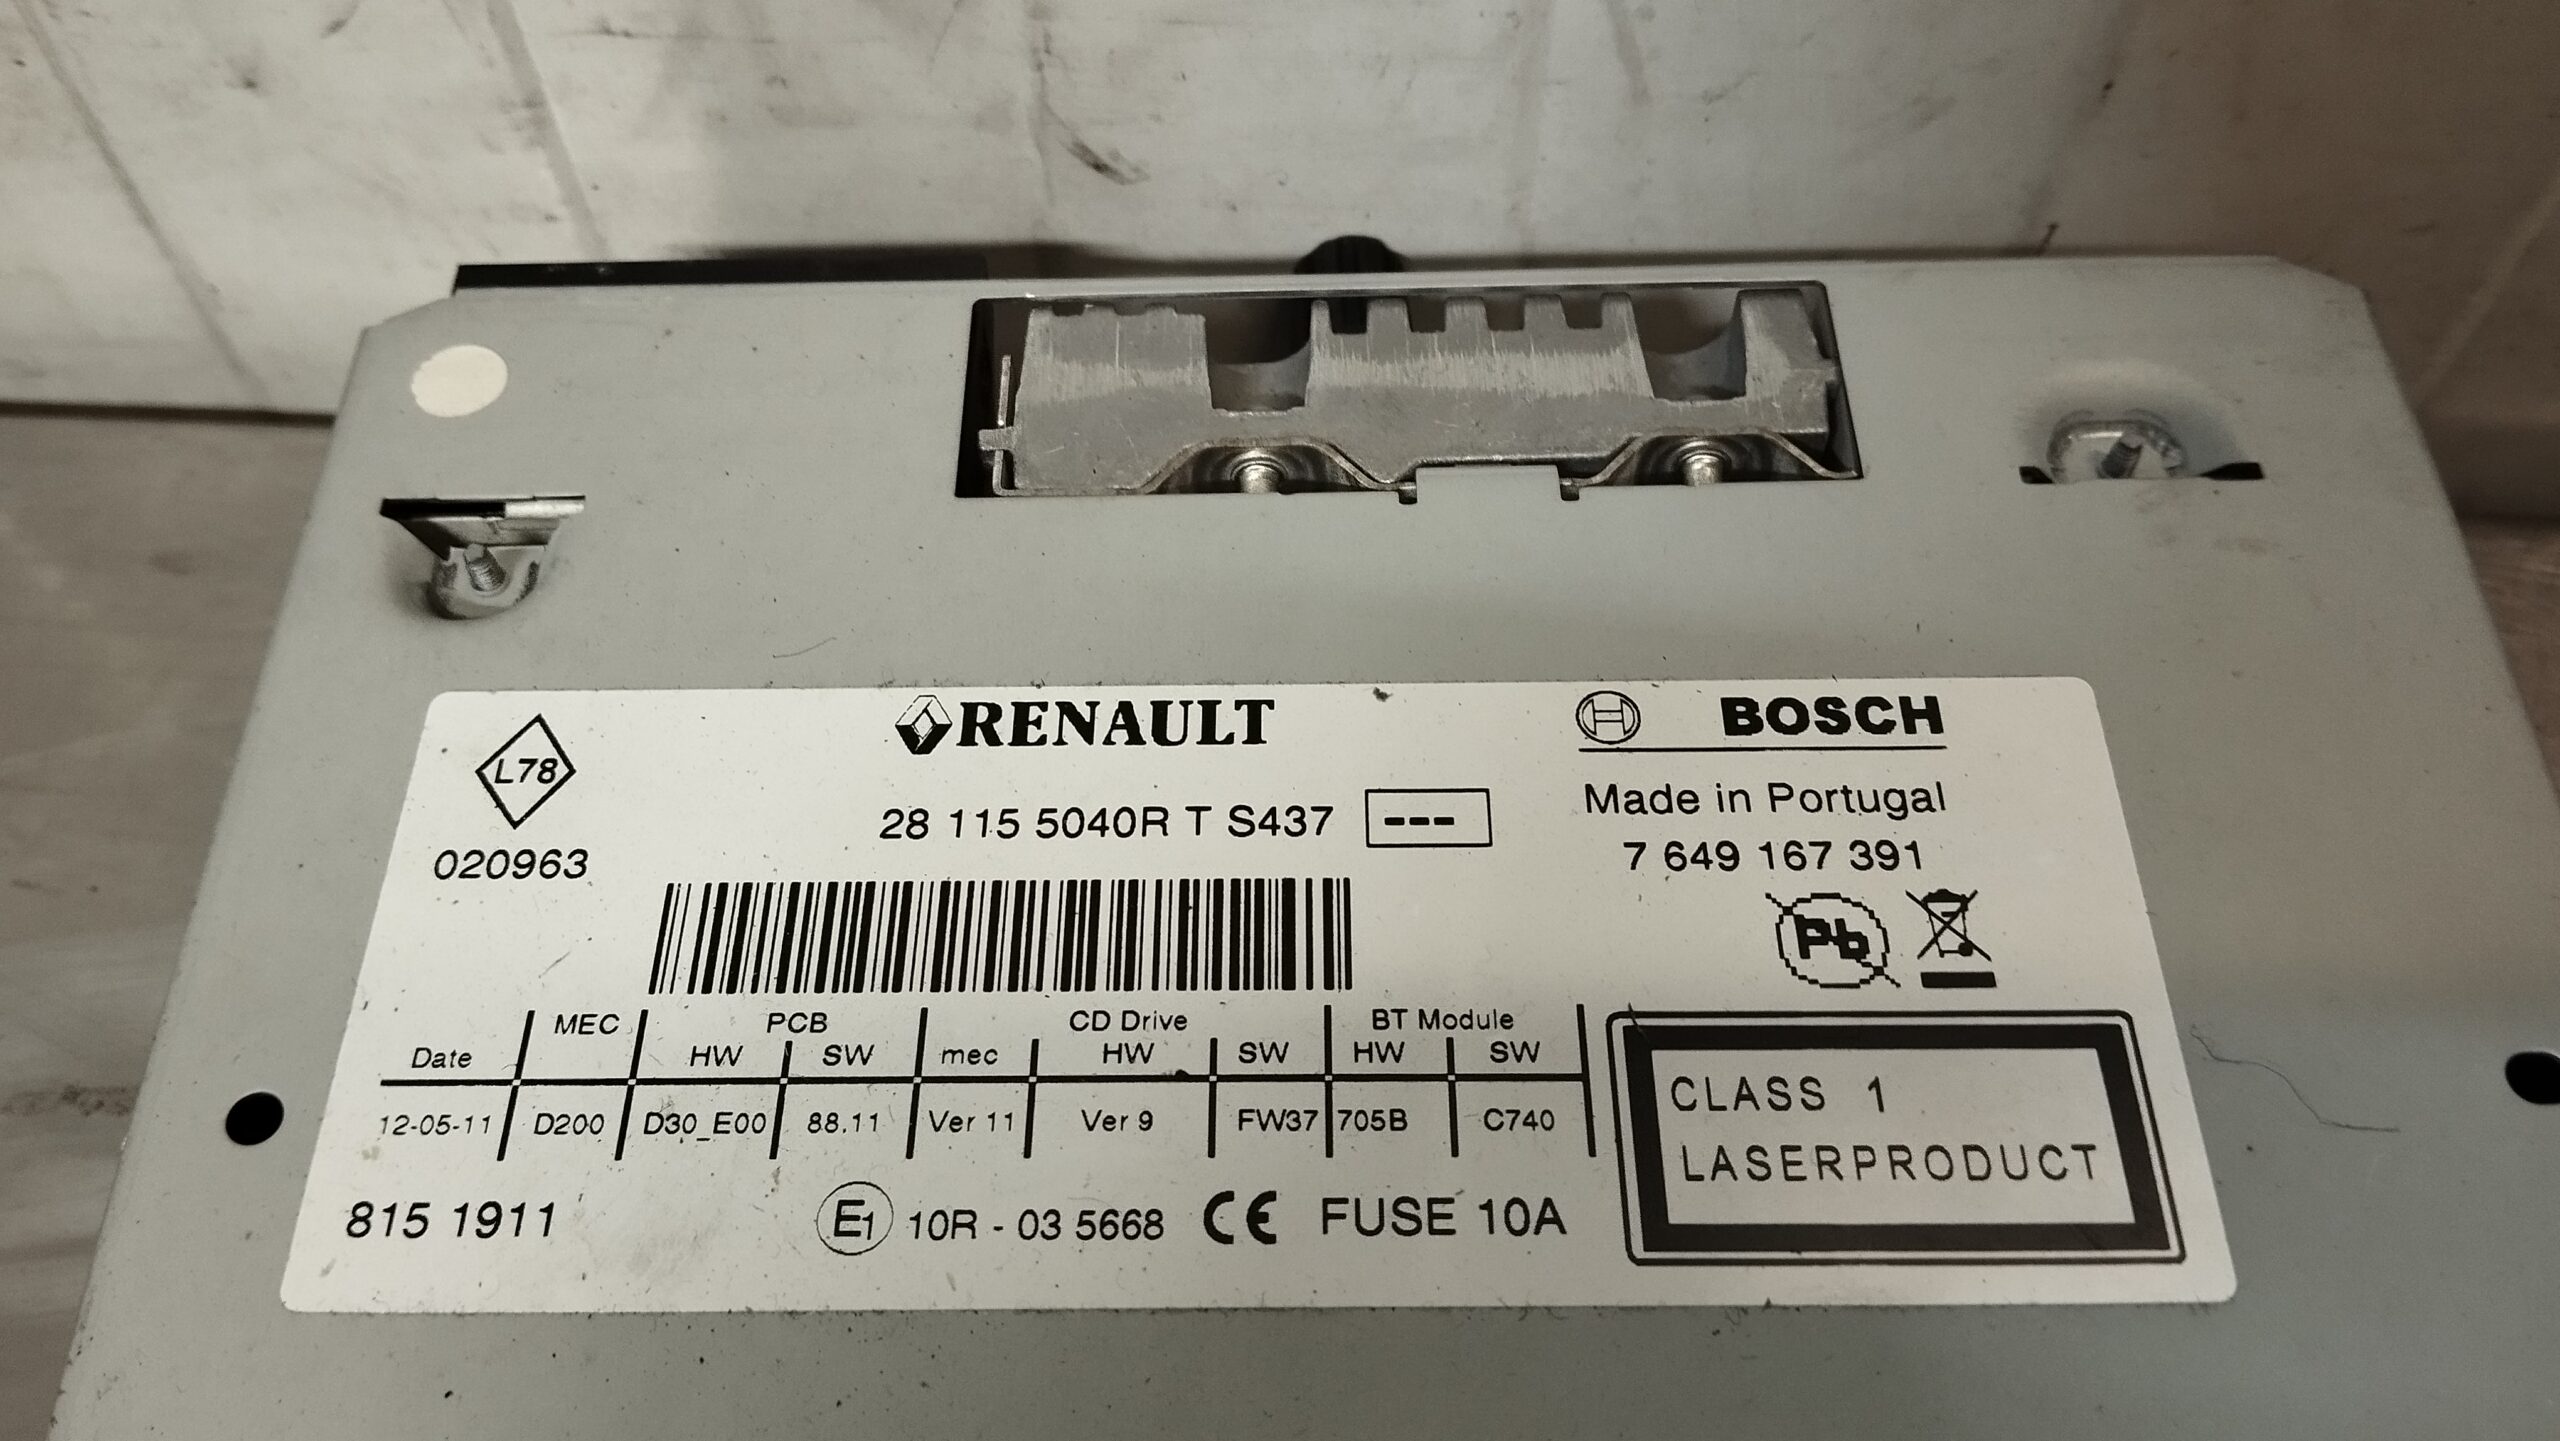 RENAULT
BOSCH
L78
28 115 5040R T S437 ---
Made in Portugal
020963
7 649 167 391
Pb
MEC PCB CD Drive BT Module
Date HW SW mec HW SW HW SW
12-05-11 D200 D30_E00 88.11 Ver 11 Ver 9 FW37 705B C740
CLASS 1
LASERPRODUCT
815 1911 E1 10R - 03 5668 CE FUSE 10A